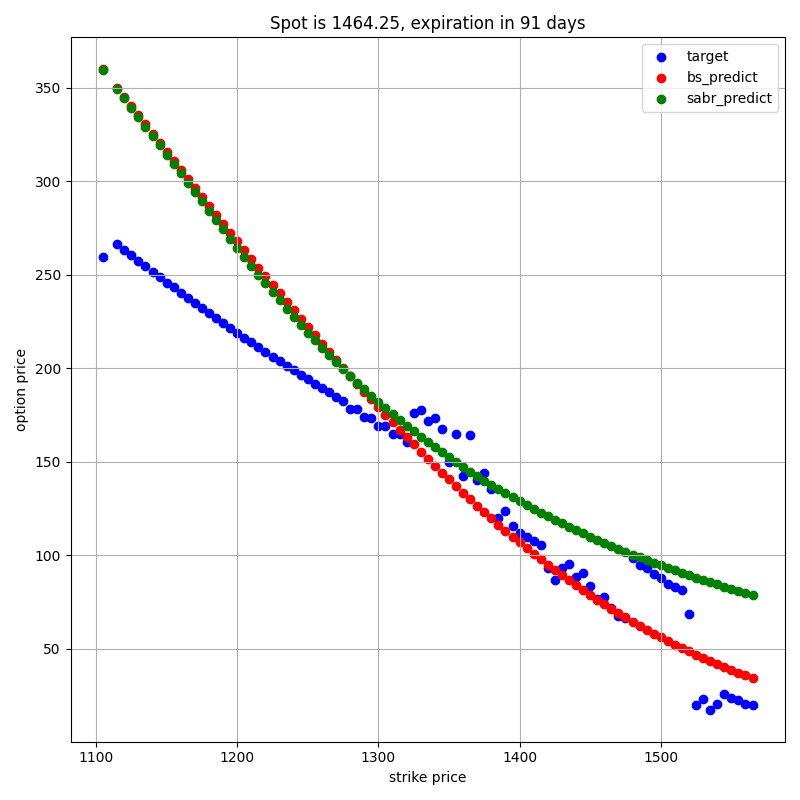 Spot is 1464.25, expiration in 91 days
target
bs_predict
sabr_predict
option price
350
300
250
200
150
100
50
1100
1200
1300
1400
1500
strike price